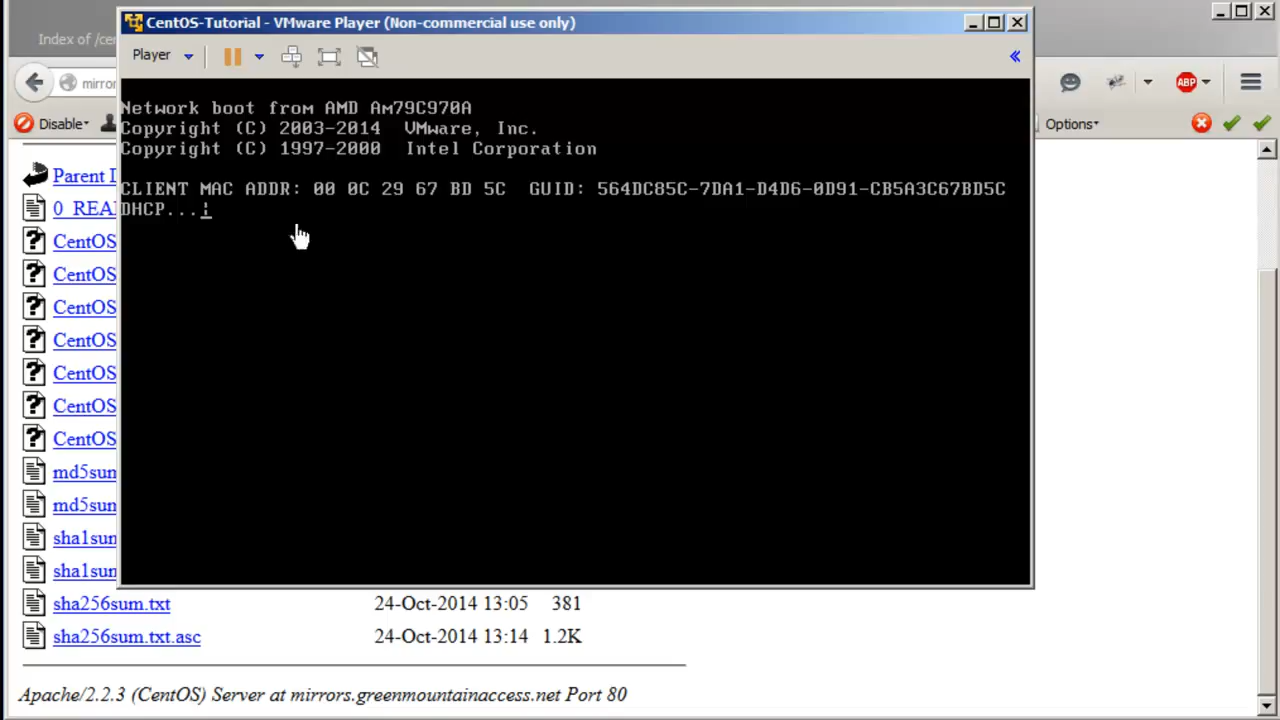 CentOS-Tutorial - VMware Player (Non-commercial use only)
Index of /cen
Player
mirror
ABP
Disable
Options
Network boot from AMD Am79C970A
Copyright (C) 2003-2014 VMware, Inc.
Copyright (C) 1997-2000 Intel Corporation
CLIENT MAC ADDR: 00 0C 29 67 BD 5C GUID: 564DC85C-7DA1-D4D6-0D91-CB5A3C67BD5C
DHCP...¦
Parent D
0_REA
CentOS
CentOS
CentOS
CentOS
CentOS
CentOS
CentOS
md5sum
md5sum
sha1sum
sha1sum
sha256sum.txt 24-Oct-2014 13:05 381
sha256sum.txt.asc 24-Oct-2014 13:14 1.2K
Apache/2.2.3 (CentOS) Server at mirrors.greenmountainaccess.net Port 80